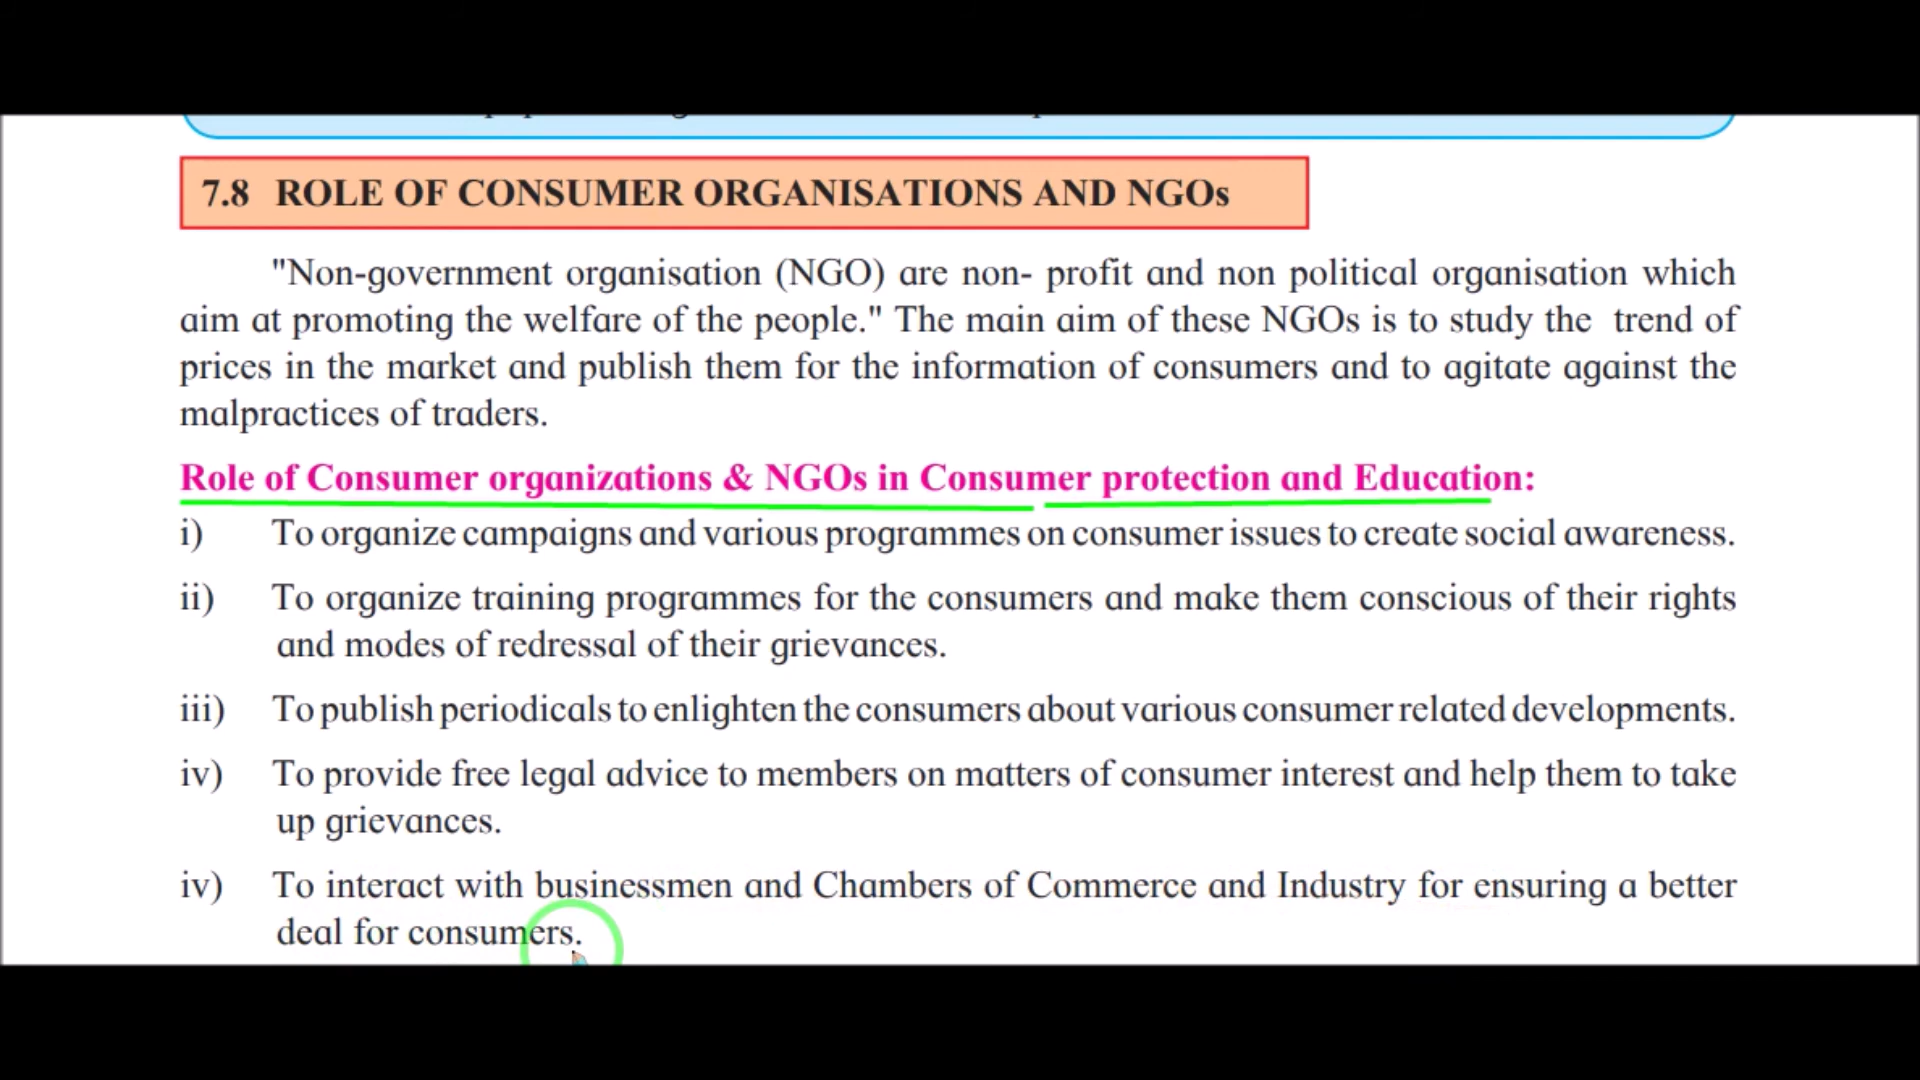 7.8 ROLE OF CONSUMER ORGANISATIONS AND NGOs
"Non-government organisation (NGO) are non- profit and non political organisation which
aim at promoting the welfare of the people." The main aim of these NGOs is to study the trend of
prices in the market and publish them for the information of consumers and to agitate against the
malpractices of traders.
Role of Consumer organizations & NGOs in Consumer protection and Education:
i) To organize campaigns and various programmes on consumer issues to create social awareness.
ii) To organize training programmes for the consumers and make them conscious of their rights
and modes of redressal of their grievances.
iii) To publish periodicals to enlighten the consumers about various consumer related developments.
iv) To provide free legal advice to members on matters of consumer interest and help them to take
up grievances.
iv) To interact with businessmen and Chambers of Commerce and Industry for ensuring a better
deal for consumers.